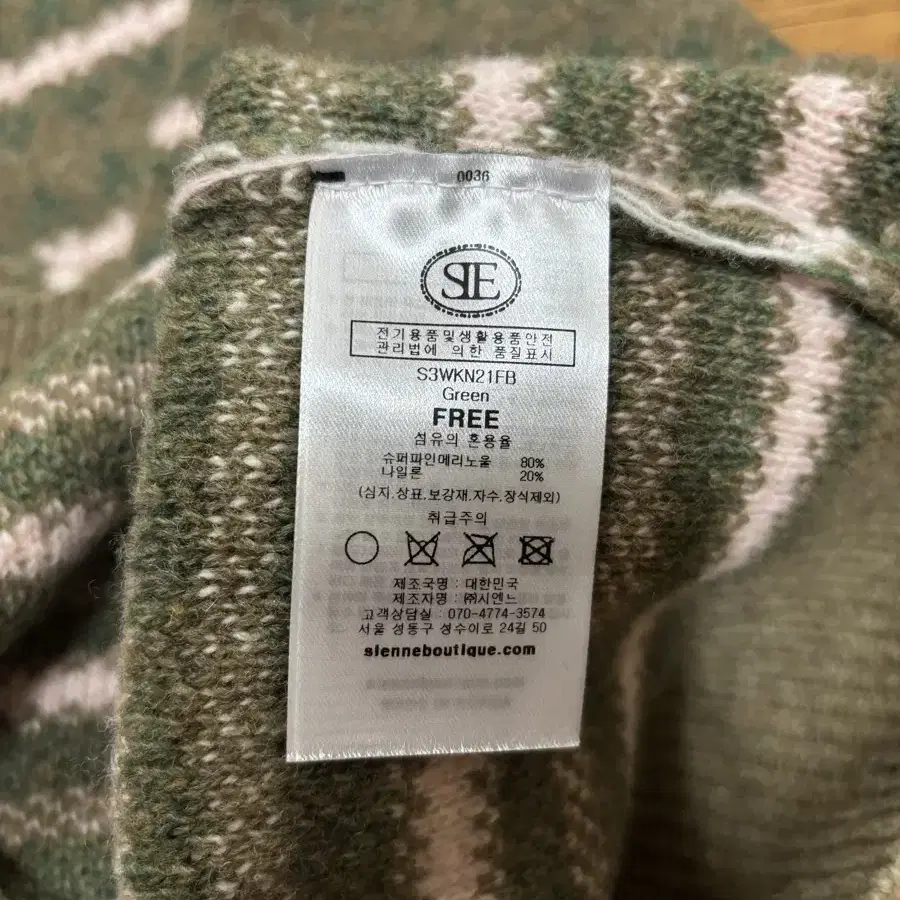 0036
SIE
전기용품및생활용품안전
관리법에 의한 품질표시
S3WKN21FB
Green
FREE
섬유의 혼용율
슈퍼파인메리노울 80%
나일론 20%
(심지,상표,보강재,자수,장식제외)
취급주의
제조국명 : 대한민국
제조자명 : ㈜시엔느
고객상담실 : 070-4774-3574
서울 성동구 성수이로 24길 50
sienneboutique.com